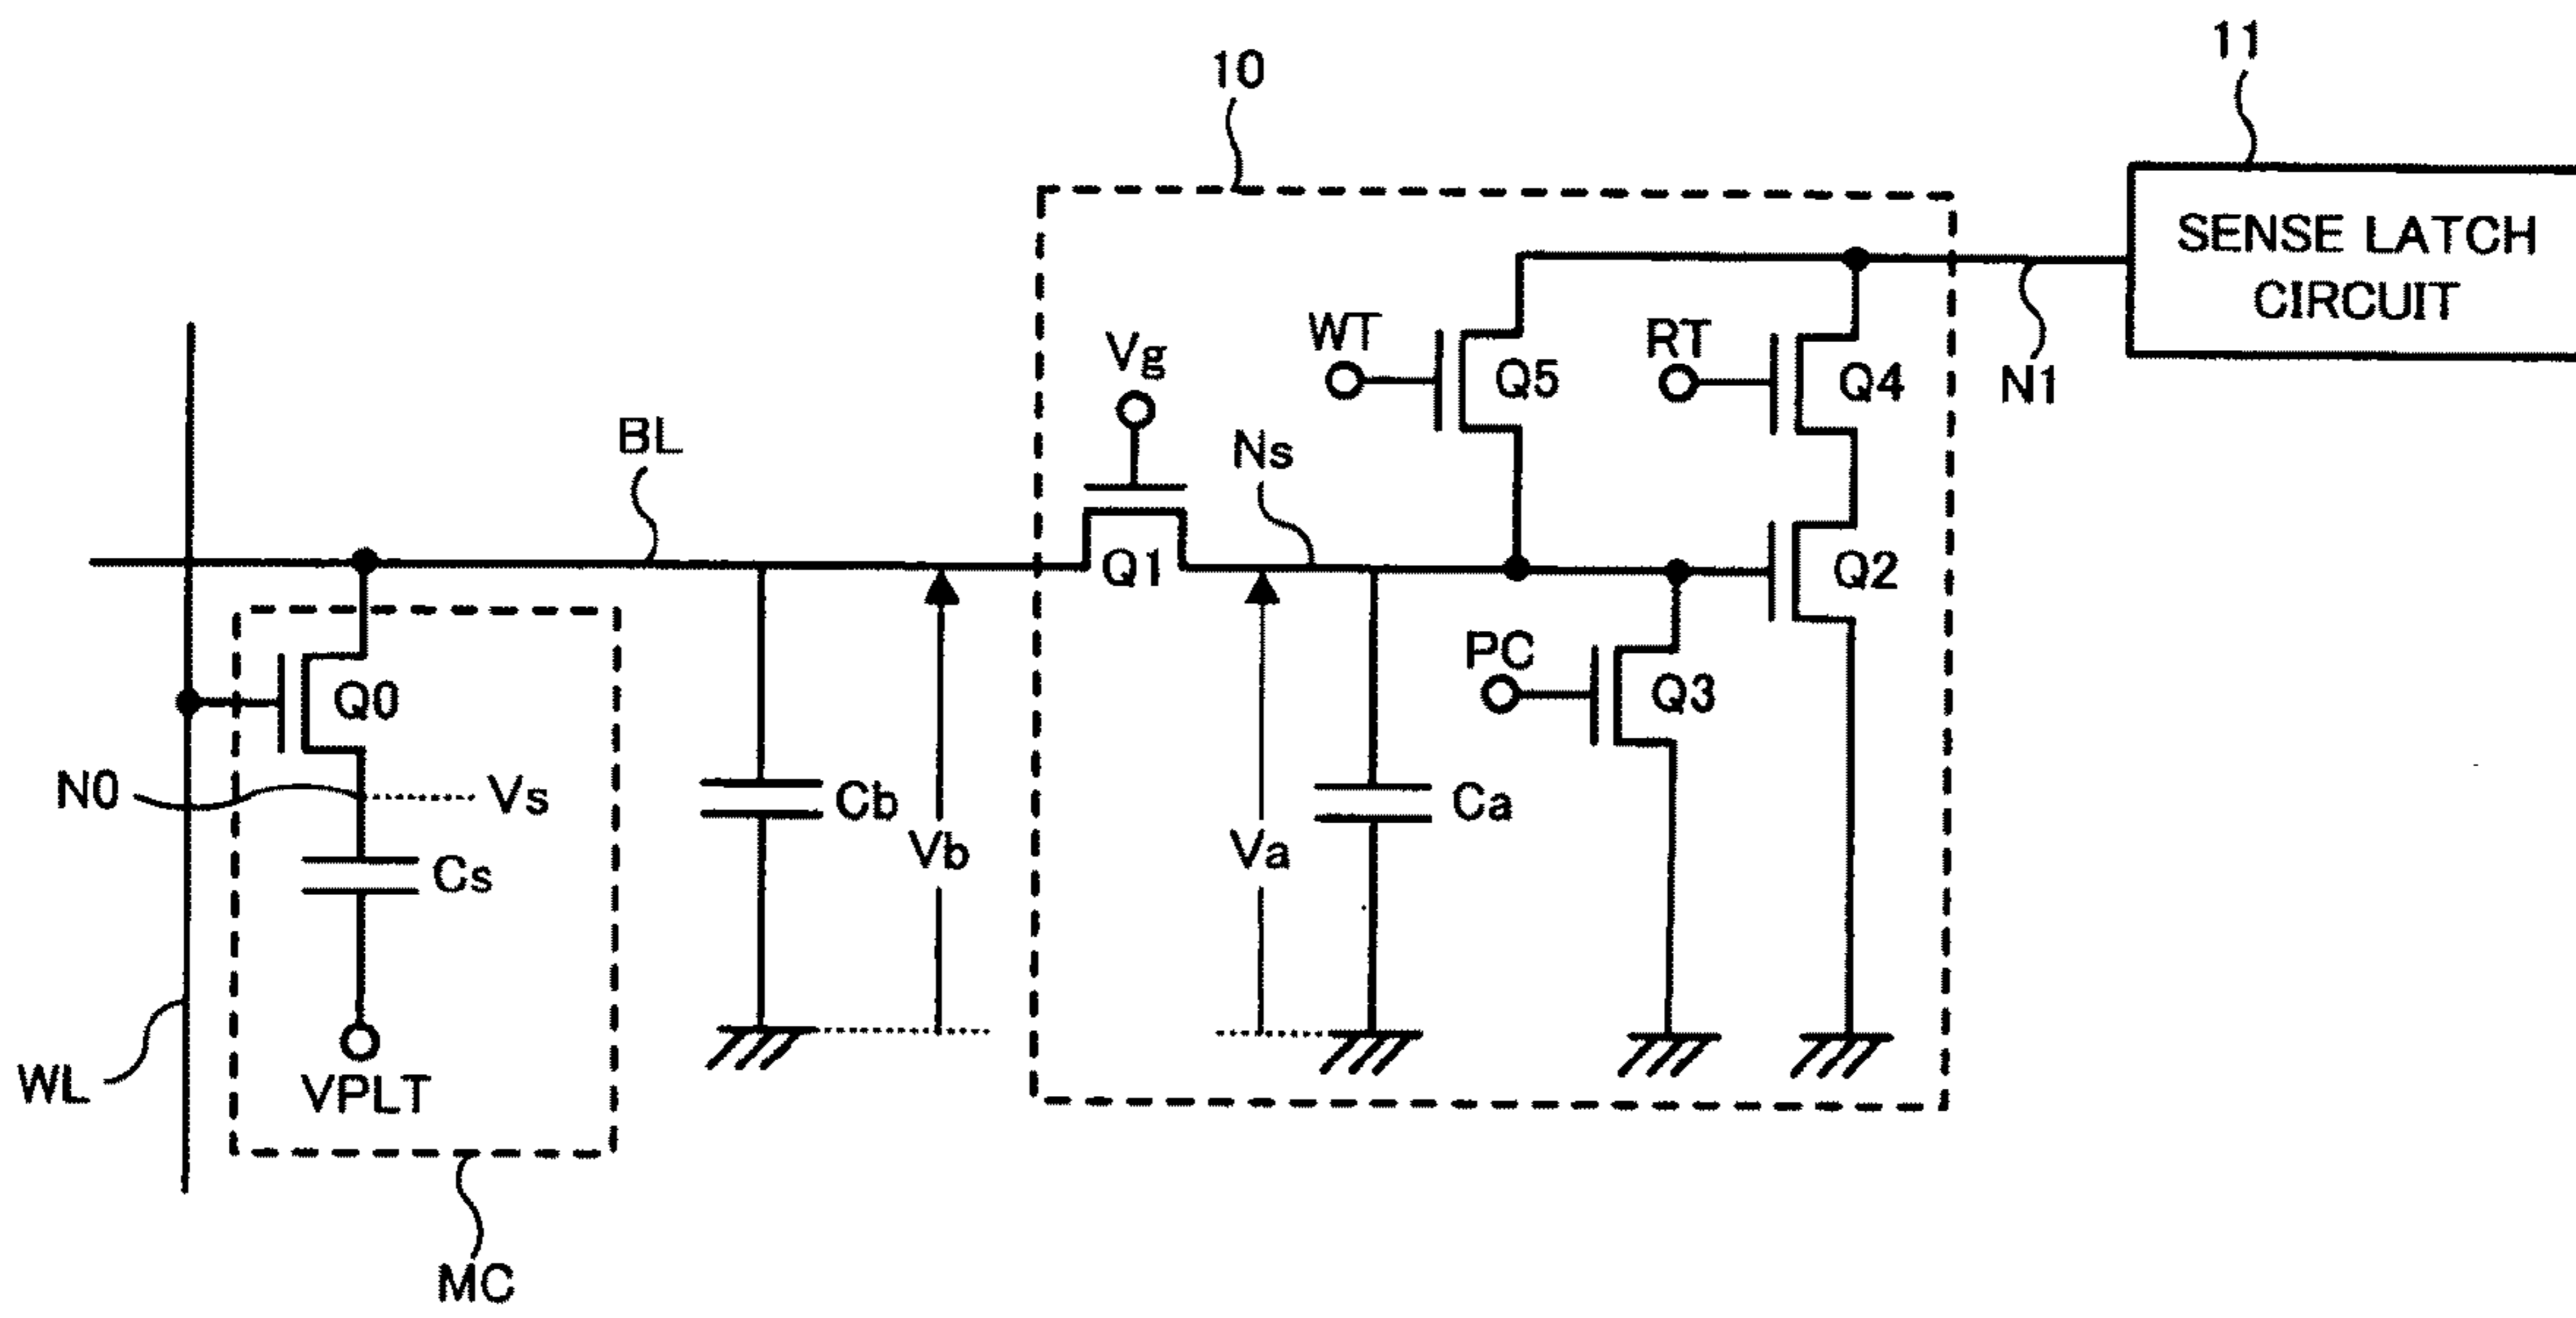 11
10
SENSE LATCH
CIRCUIT
WT
RT
Vg
Q5
Q4
N1
BL
Ns
Q1
Q2
PC
Q0
Q3
N0
Vs
Cb
Ca
Vb
Va
Cs
WL
VPLT
MC